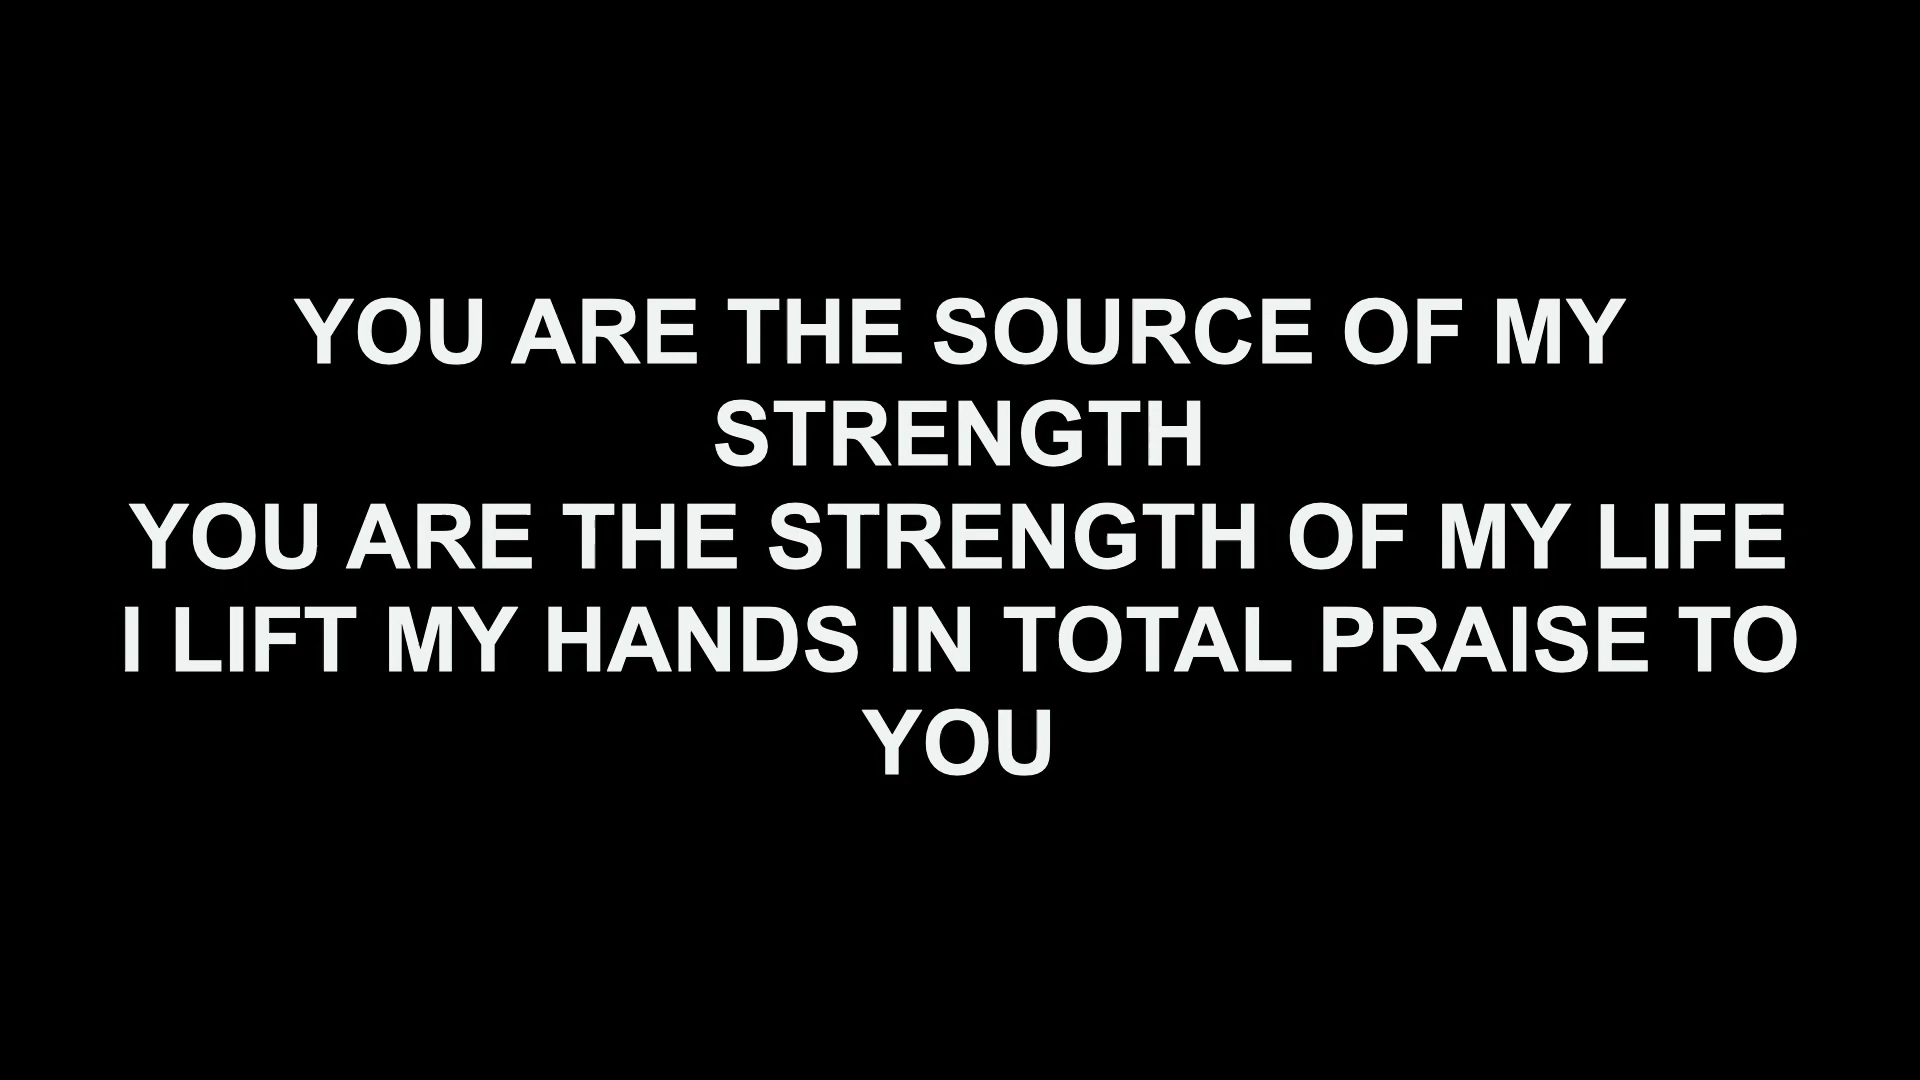 YOU ARE THE SOURCE OF MY
STRENGTH
YOU ARE THE STRENGTH OF MY LIFE
I LIFT MY HANDS IN TOTAL PRAISE TO
YOU